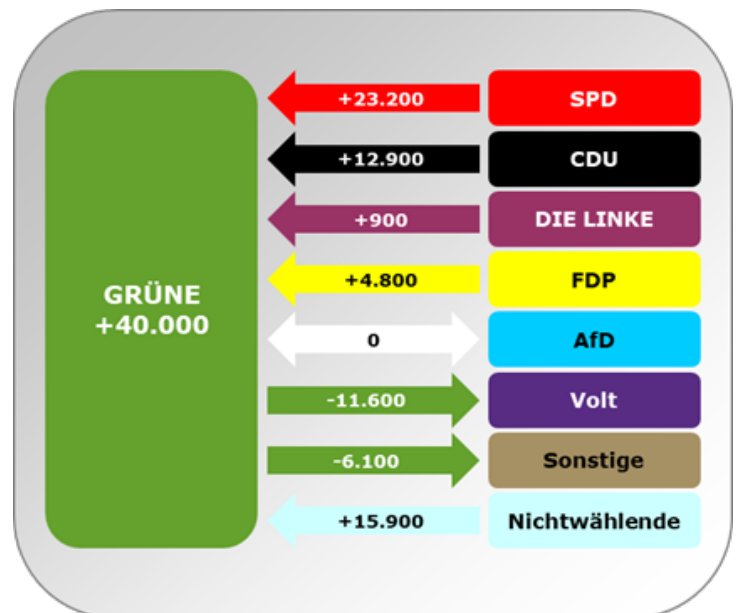 +23.200 SPD
+12.900 CDU
+900 DIE LINKE
+4.800 FDP
GRÜNE
+40.000
0 AfD
-11.600 Volt
-6.100 Sonstige
+15.900 Nichtwählende